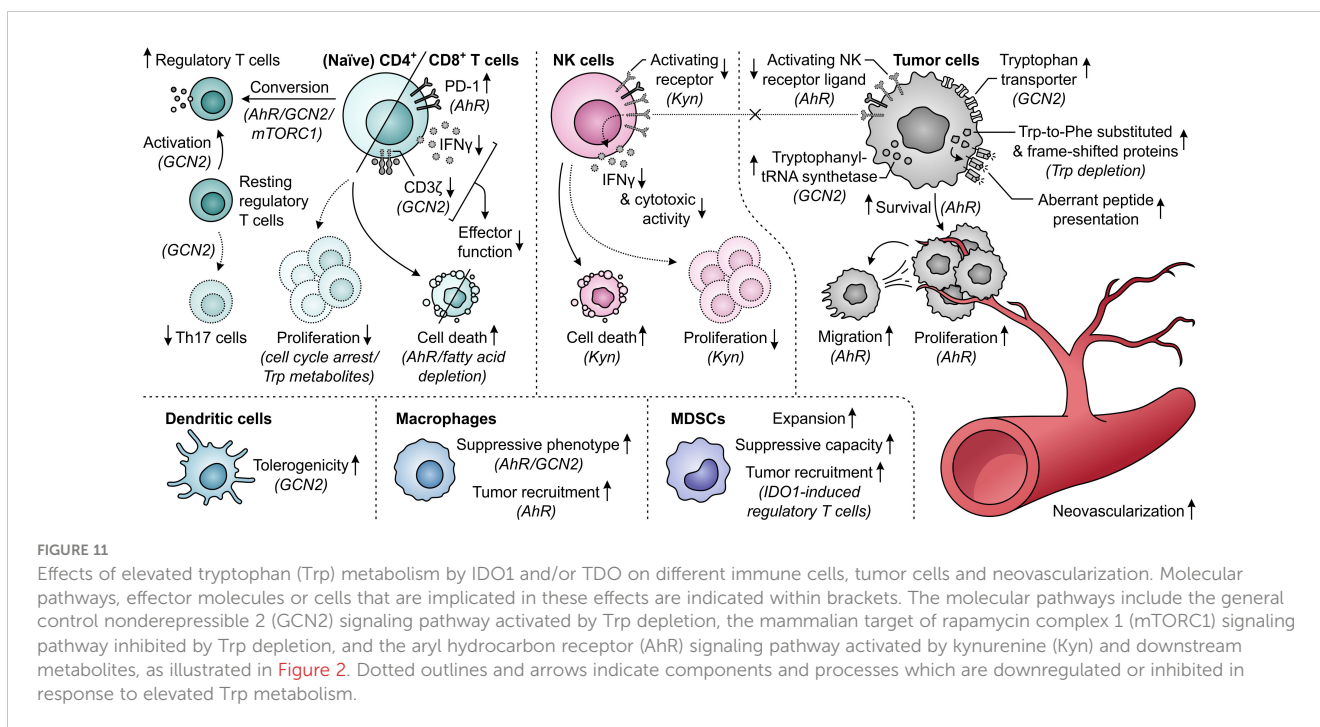 ↑ Regulatory T cells
Conversion
(AhR/GCN2/
mTORC1)
Activation
(GCN2)
Resting
regulatory
T cells
(GCN2)
↓ Th17 cells
(Naïve) CD4⁺ / CD8⁺ T cells
PD-1 ↑
(AhR)
IFNγ ↓
CD3ζ ↓
(GCN2)
Effector
function ↓
Proliferation ↓
(cell cycle arrest/
Trp metabolites)
Cell death ↑
(AhR/fatty acid
depletion)
NK cells
Activating
receptor ↓
(Kyn)
IFNγ ↓
& cytotoxic
activity ↓
Cell death ↑
(Kyn)
Proliferation ↓
(Kyn)
Tumor cells
↓ Activating NK
receptor ligand
(AhR)
Tryptophan
transporter ↑
(GCN2)
↑ Tryptophanyl-
tRNA synthetase
(GCN2)
Trp-to-Phe substituted
& frame-shifted proteins ↑
(Trp depletion)
Aberrant peptide
presentation ↑
↑ Survival (AhR)
Migration ↑
(AhR)
Proliferation ↑
(AhR)
Neovascularization ↑
Dendritic cells
Tolerogenicity ↑
(GCN2)
Macrophages
Suppressive phenotype ↑
(AhR/GCN2)
Tumor recruitment ↑
(AhR)
MDSCs
Expansion ↑
Suppressive capacity ↑
Tumor recruitment ↑
(IDO1-induced
regulatory T cells)
FIGURE 11
Effects of elevated tryptophan (Trp) metabolism by IDO1 and/or TDO on different immune cells, tumor cells and neovascularization. Molecular
pathways, effector molecules or cells that are implicated in these effects are indicated within brackets. The molecular pathways include the general
control nonderepressible 2 (GCN2) signaling pathway activated by Trp depletion, the mammalian target of rapamycin complex 1 (mTORC1) signaling
pathway inhibited by Trp depletion, and the aryl hydrocarbon receptor (AhR) signaling pathway activated by kynurenine (Kyn) and downstream
metabolites, as illustrated in Figure 2. Dotted outlines and arrows indicate components and processes which are downregulated or inhibited in
response to elevated Trp metabolism.